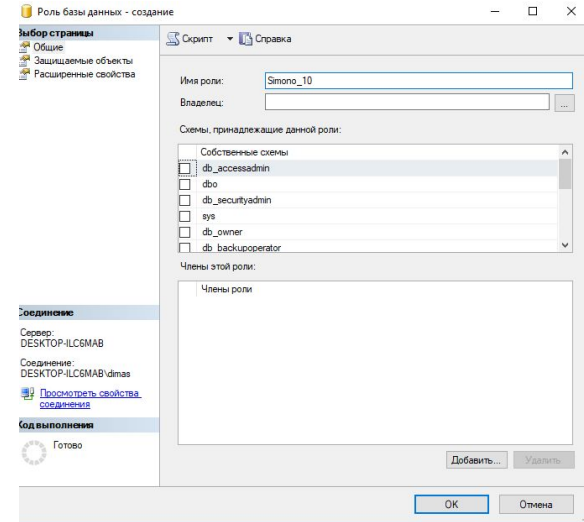 Роль базы данных - создание
Выбор страницы
Общие
Защищаемые объекты
Расширенные свойства
Скрипт
Справка
Имя роли:
Simono_10
Владелец:
...
Схемы, принадлежащие данной роли:
Собственные схемы
db_accessadmin
dbo
db_securityadmin
sys
db_owner
db_backupoperator
Члены этой роли:
Члены роли
Соединение
Сервер:
DESKTOP-ILC6MAB
Соединение:
DESKTOP-ILC6MAB\dimas
Просмотреть свойства
соединения
Ход выполнения
Готово
Добавить...
Удалить
OK
Отмена